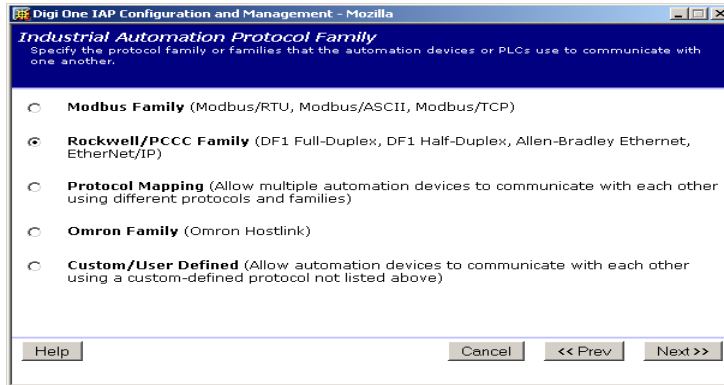 Digi One IAP Configuration and Management - Mozilla
Industrial Automation Protocol Family
Specify the protocol family or families that the automation devices or PLCs use to communicate with
one another.
Modbus Family (Modbus/RTU, Modbus/ASCII, Modbus/TCP)
Rockwell/PCCC Family (DF1 Full-Duplex, DF1 Half-Duplex, Allen-Bradley Ethernet,
EtherNet/IP)
Protocol Mapping (Allow multiple automation devices to communicate with each other
using different protocols and families)
Omron Family (Omron Hostlink)
Custom/User Defined (Allow automation devices to communicate with each other
using a custom-defined protocol not listed above)
Help Cancel << Prev Next >>